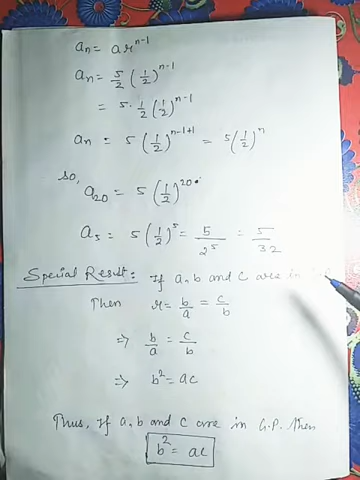 aₙ = arⁿ⁻¹
aₙ = 5/2 (1/2)ⁿ⁻¹
= 5· 1/2 (1/2)ⁿ⁻¹
aₙ = 5 (1/2)ⁿ⁻¹⁺¹ = 5 (1/2)ⁿ
So,
a₂₀ = 5 (1/2)²⁰.
a₅ = 5 (1/2)⁵ = 5/2⁵ = 5/32
Special Result: If a, b and c are in
Then r = b/a = c/b
⇒ b/a = c/b
⇒ b² = ac
Thus, If a, b and c are in G.P. then
b² = ac